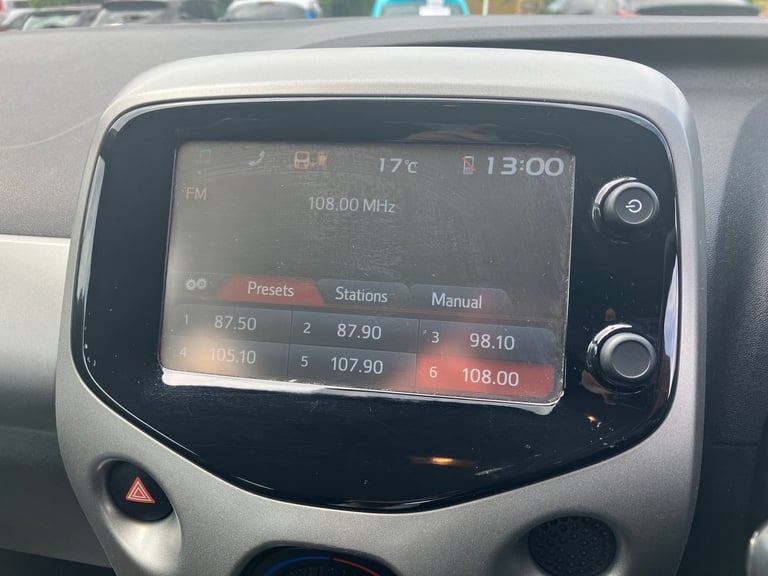 17°C 13:00
FM
108.00 MHz
Presets Stations Manual
1 87.50 2 87.90 3 98.10
4 105.10 5 107.90 6 108.00